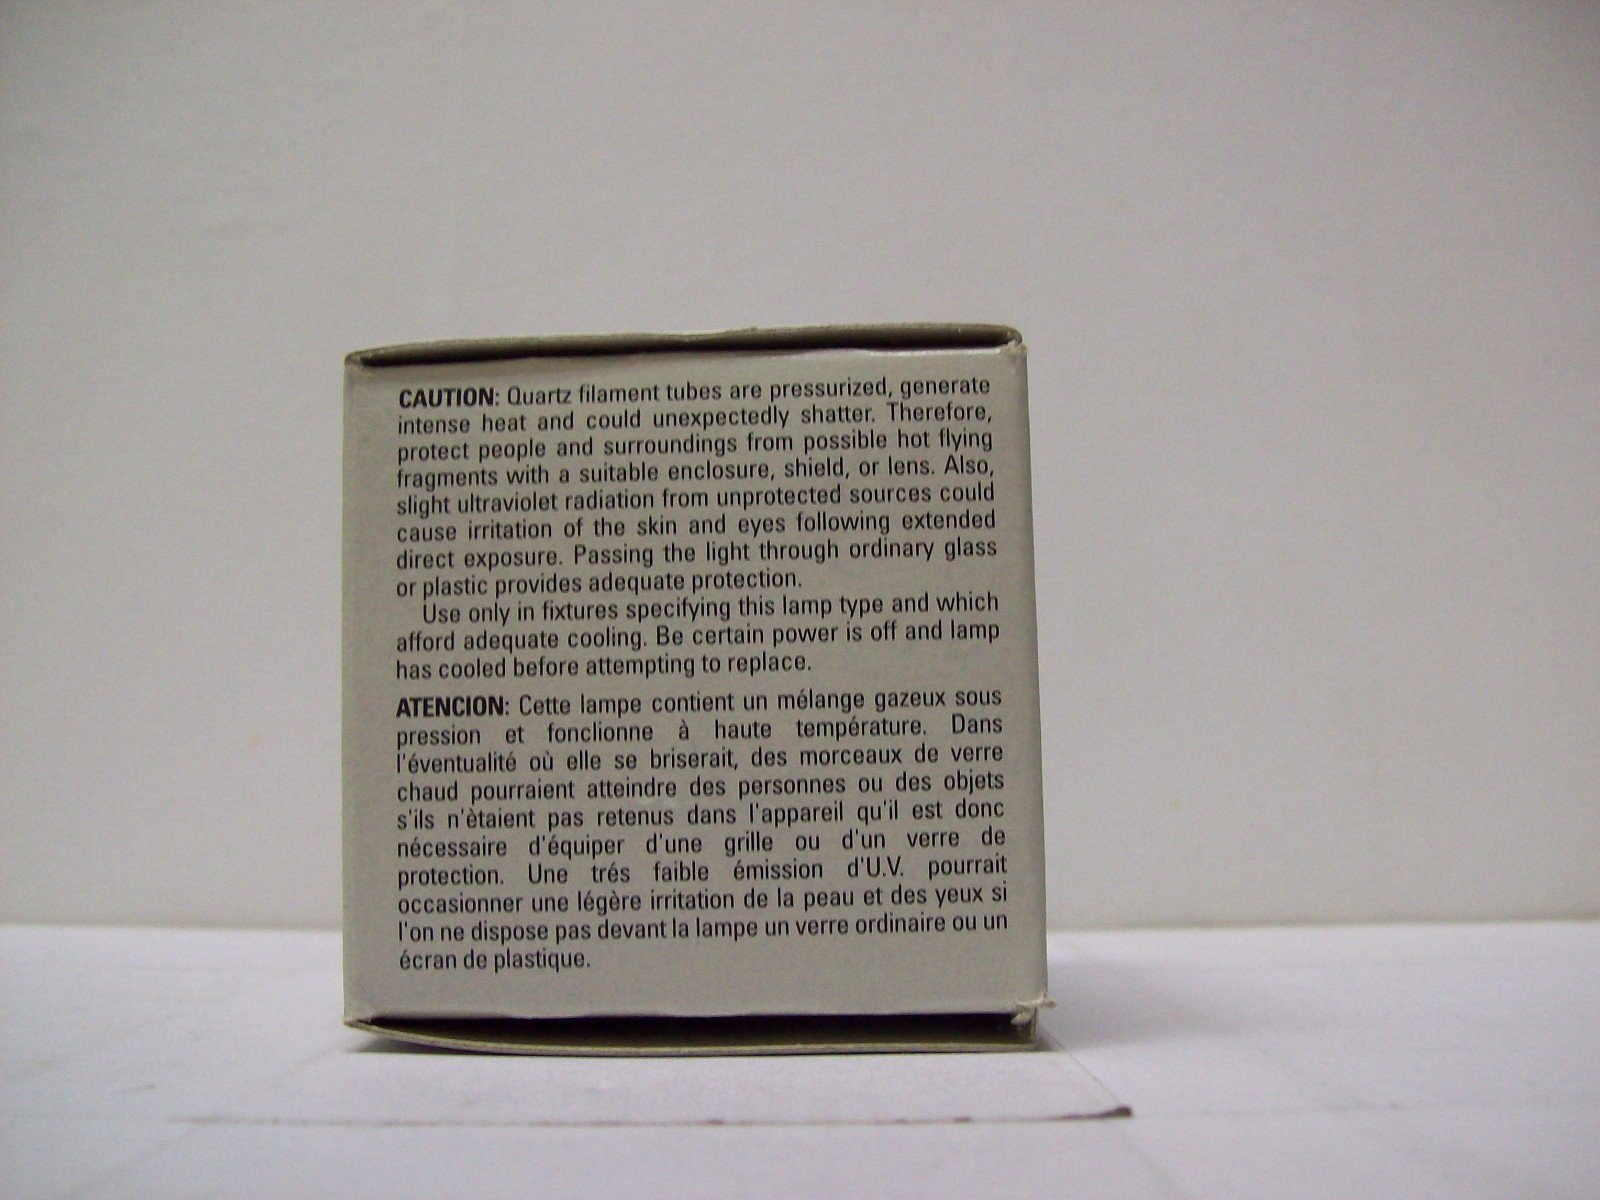 CAUTION: Quartz filament tubes are pressurized, generate
intense heat and could unexpectedly shatter. Therefore,
protect people and surroundings from possible hot flying
fragments with a suitable enclosure, shield, or lens. Also,
slight ultraviolet radiation from unprotected sources could
cause irritation of the skin and eyes following extended
direct exposure. Passing the light through ordinary glass
or plastic provides adequate protection.
Use only in fixtures specifying this lamp type and which
afford adequate cooling. Be certain power is off and lamp
has cooled before attempting to replace.
ATENCION: Cette lampe contient un mélange gazeux sous
pression et fonclionne à haute température. Dans
l'éventualité où elle se briserait, des morceaux de verre
chaud pourraient atteindre des personnes ou des objets
s'ils n'ètaient pas retenus dans l'appareil qu'il est donc
nécessaire d'équiper d'une grille ou d'un verre de
protection. Une trés faible émission d'U.V. pourrait
occasionner une légère irritation de la peau et des yeux si
l'on ne dispose pas devant la lampe un verre ordinaire ou un
écran de plastique.